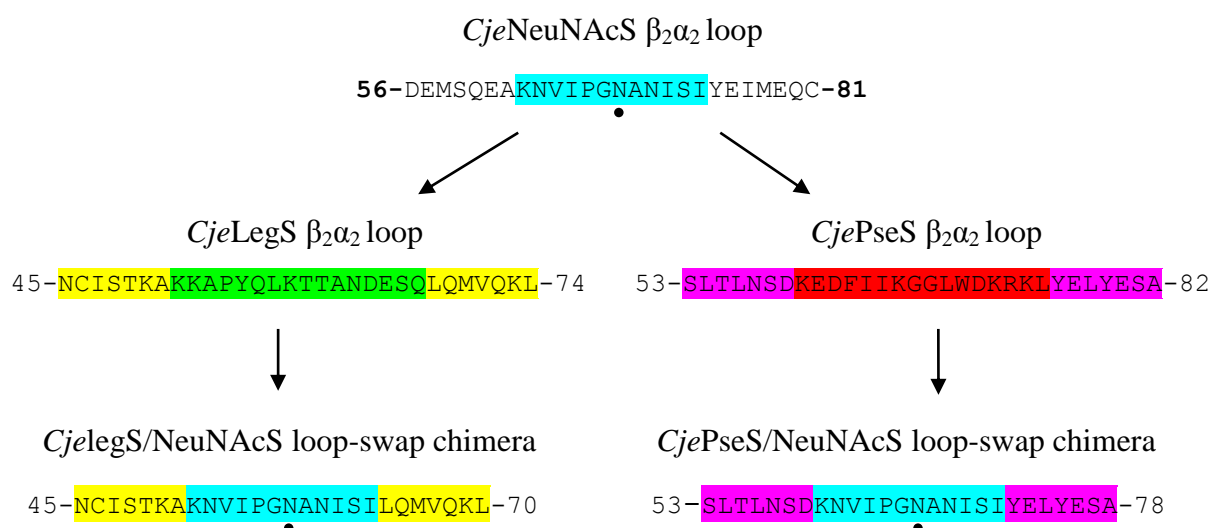 CjeNeuNAcS β₂α₂ loop
56-DEMSQEAKNVIPGNANISIYEIMEQC-81
CjeLegS β₂α₂ loop CjePseS β₂α₂ loop
45-NCISTKAKKAPYQLKTTANDESQLQMVQKL-74 53-SLTLNSDKEDFIIKGGLWDKRKLYELYESA-82
CjelegS/NeuNAcS loop-swap chimera CjePseS/NeuNAcS loop-swap chimera
45-NCISTKAKNVIPGNANISILQMVQKL-70 53-SLTLNSDKNVIPGNANISIYELYESA-78